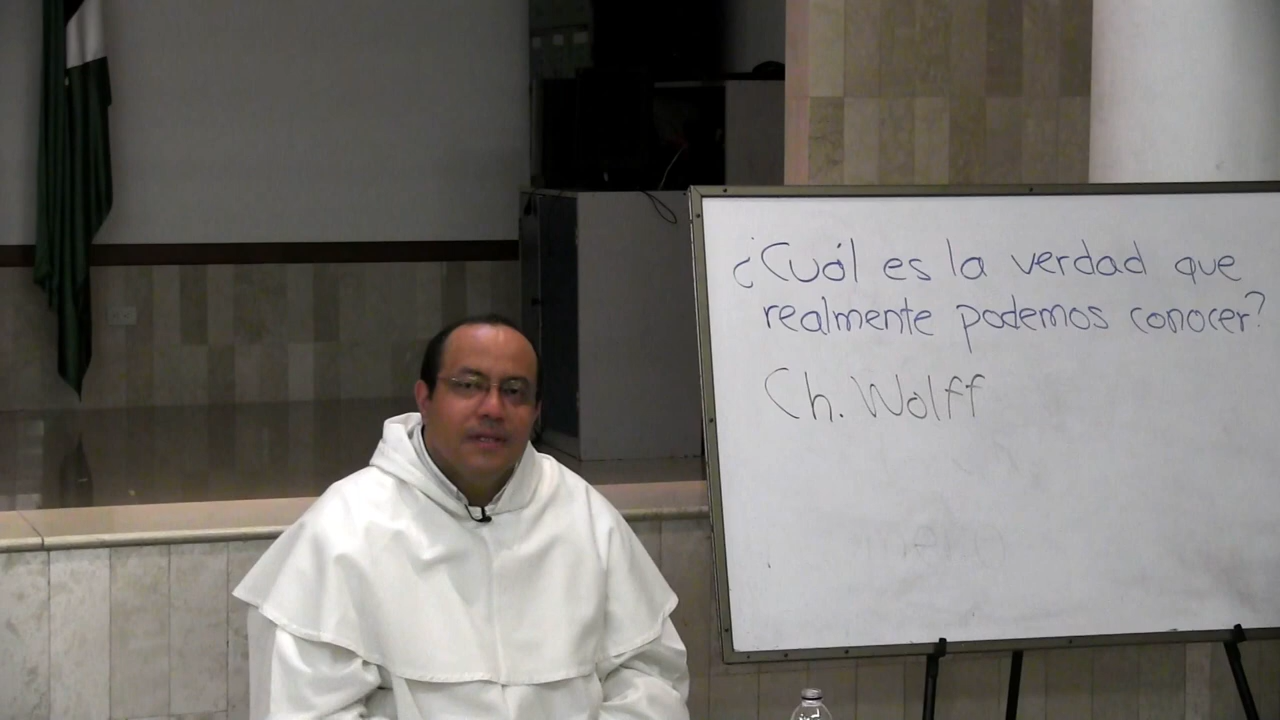 ¿Cuál es la verdad que
realmente podemos conocer?
Ch. Wolff